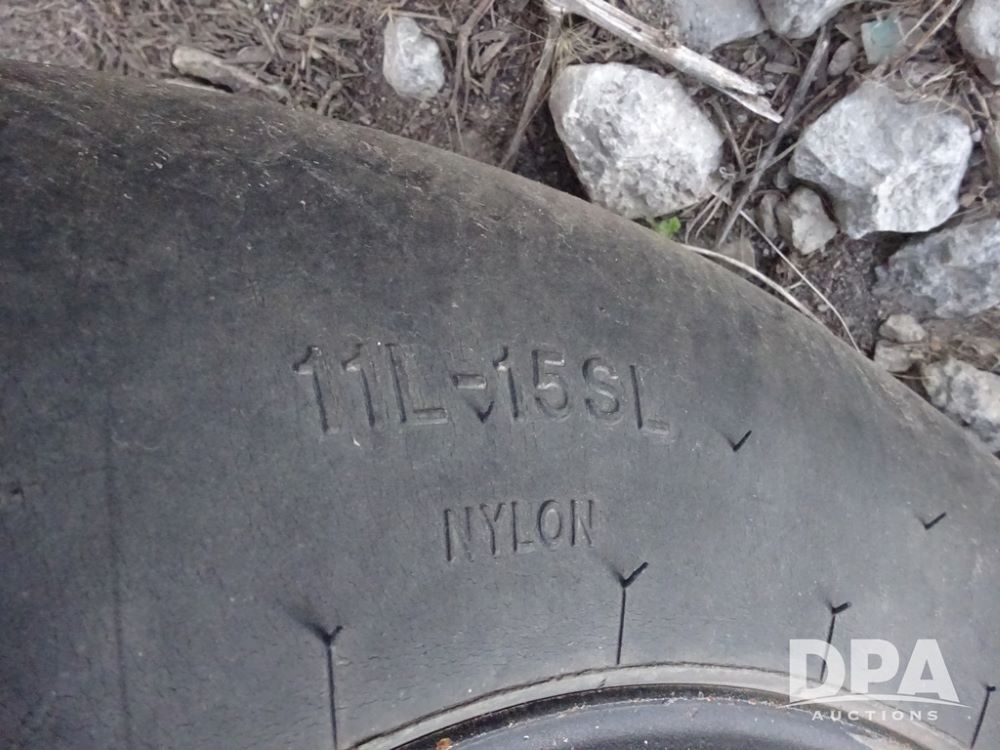 11L-15SL
NYLON
DPA
AUCTIONS